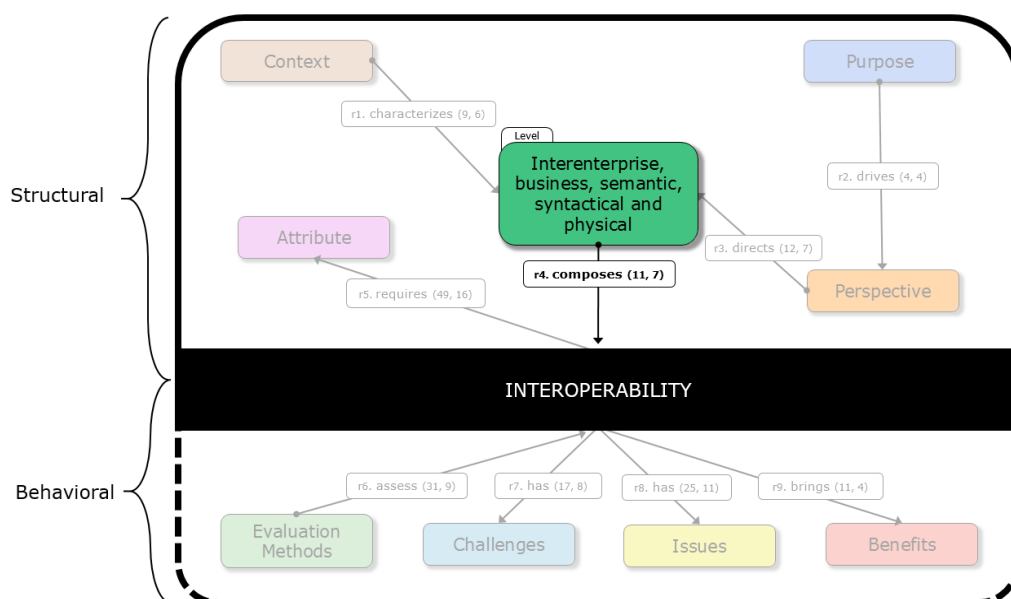 Context
Purpose
r1. characterizes (9, 6)
Level
Interenterprise,
business, semantic,
syntactical and
physical
r2. drives (4, 4)
Structural
Attribute
r3. directs (12, 7)
r4. composes (11, 7)
r5. requires (49, 16)
Perspective
INTEROPERABILITY
Behavioral
r6. assess (31, 9)
r7. has (17, 8)
r8. has (25, 11)
r9. brings (11, 4)
Evaluation
Methods
Challenges
Issues
Benefits